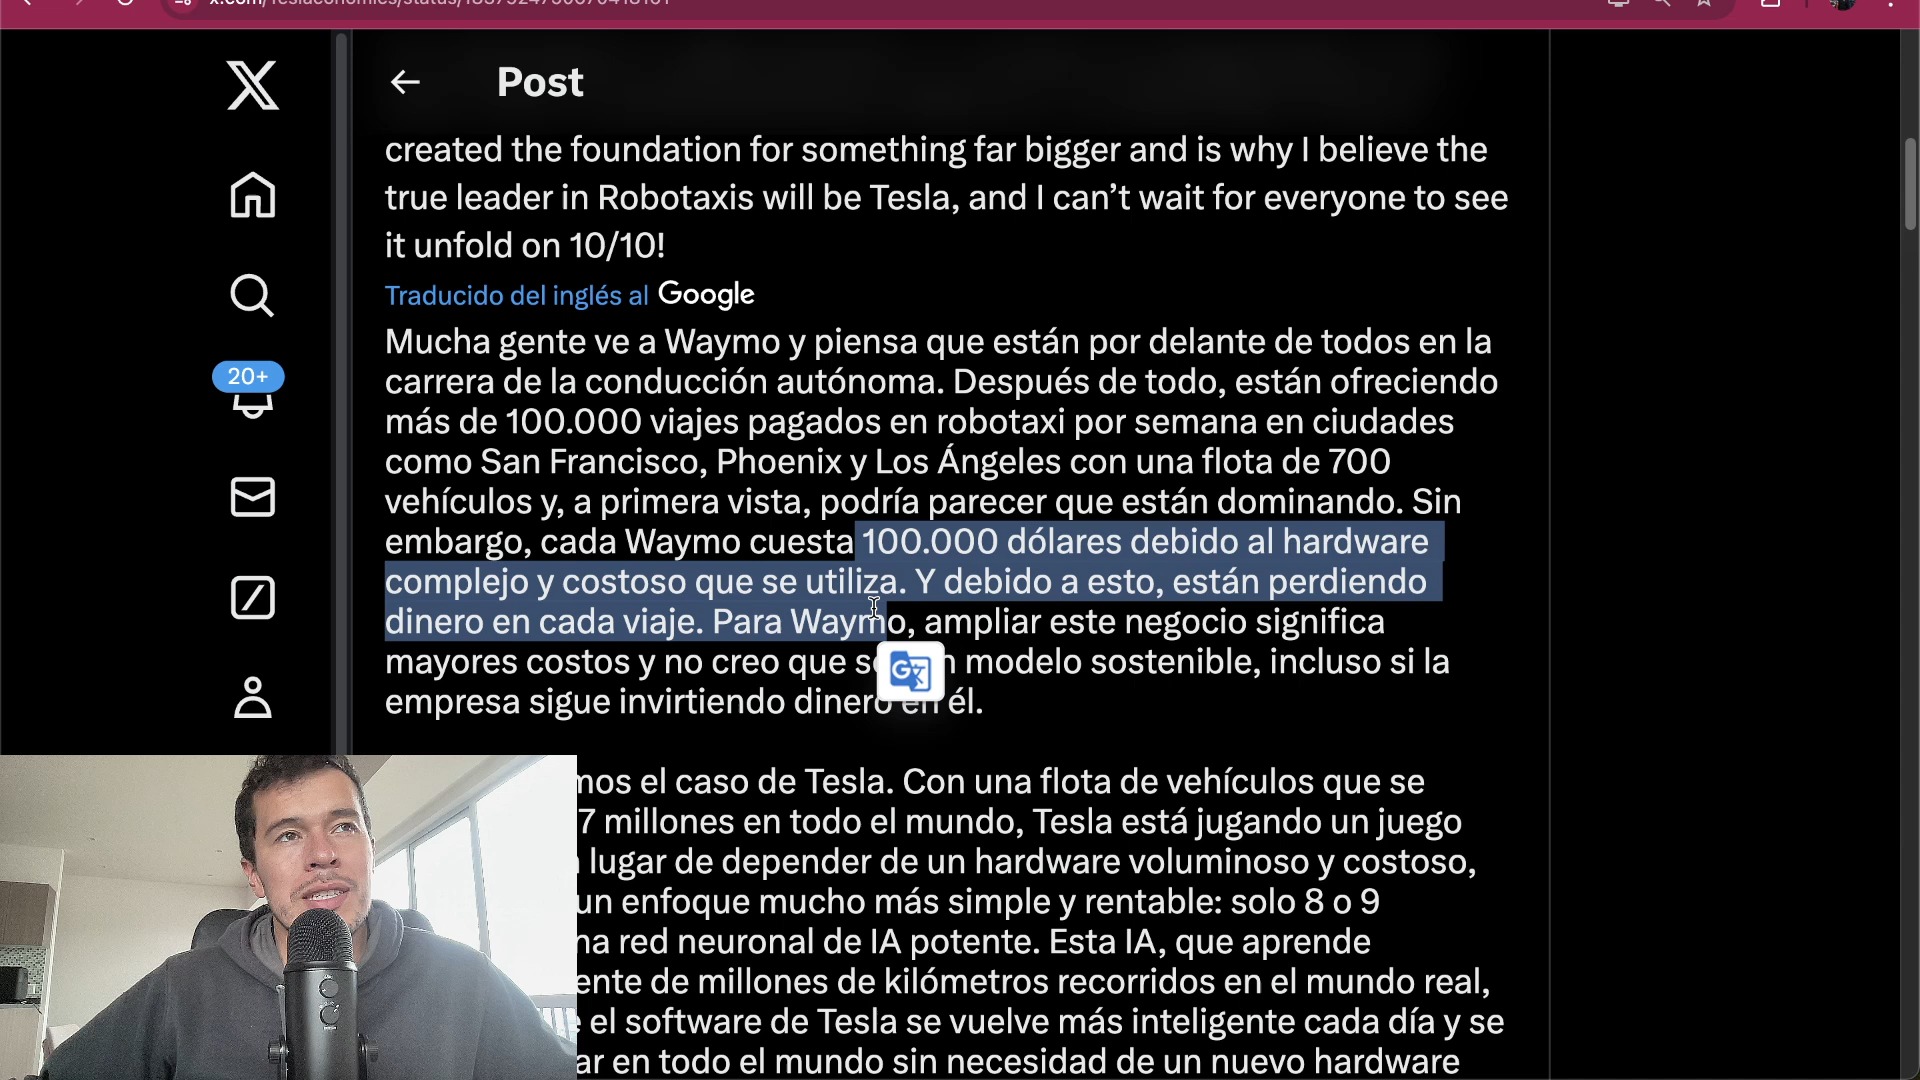 Post
created the foundation for something far bigger and is why I believe the
true leader in Robotaxis will be Tesla, and I can’t wait for everyone to see
it unfold on 10/10!
Traducido del inglés al Google
Mucha gente ve a Waymo y piensa que están por delante de todos en la
carrera de la conducción autónoma. Después de todo, están ofreciendo
más de 100.000 viajes pagados en robotaxi por semana en ciudades
como San Francisco, Phoenix y Los Ángeles con una flota de 700
vehículos y, a primera vista, podría parecer que están dominando. Sin
embargo, cada Waymo cuesta 100.000 dólares debido al hardware
complejo y costoso que se utiliza. Y debido a esto, están perdiendo
dinero en cada viaje. Para Waymo, ampliar este negocio significa
mayores costos y no creo que modelo sostenible, incluso si la
empresa sigue invirtiendo dinero en él.
20+
el caso de Tesla. Con una flota de vehículos que se
7 millones en todo el mundo, Tesla está jugando un juego
lugar de depender de un hardware voluminoso y costoso,
un enfoque mucho más simple y rentable: solo 8 o 9
red neuronal de IA potente. Esta IA, que aprende
de millones de kilómetros recorridos en el mundo real,
el software de Tesla se vuelve más inteligente cada día y se
en todo el mundo sin necesidad de un nuevo hardware